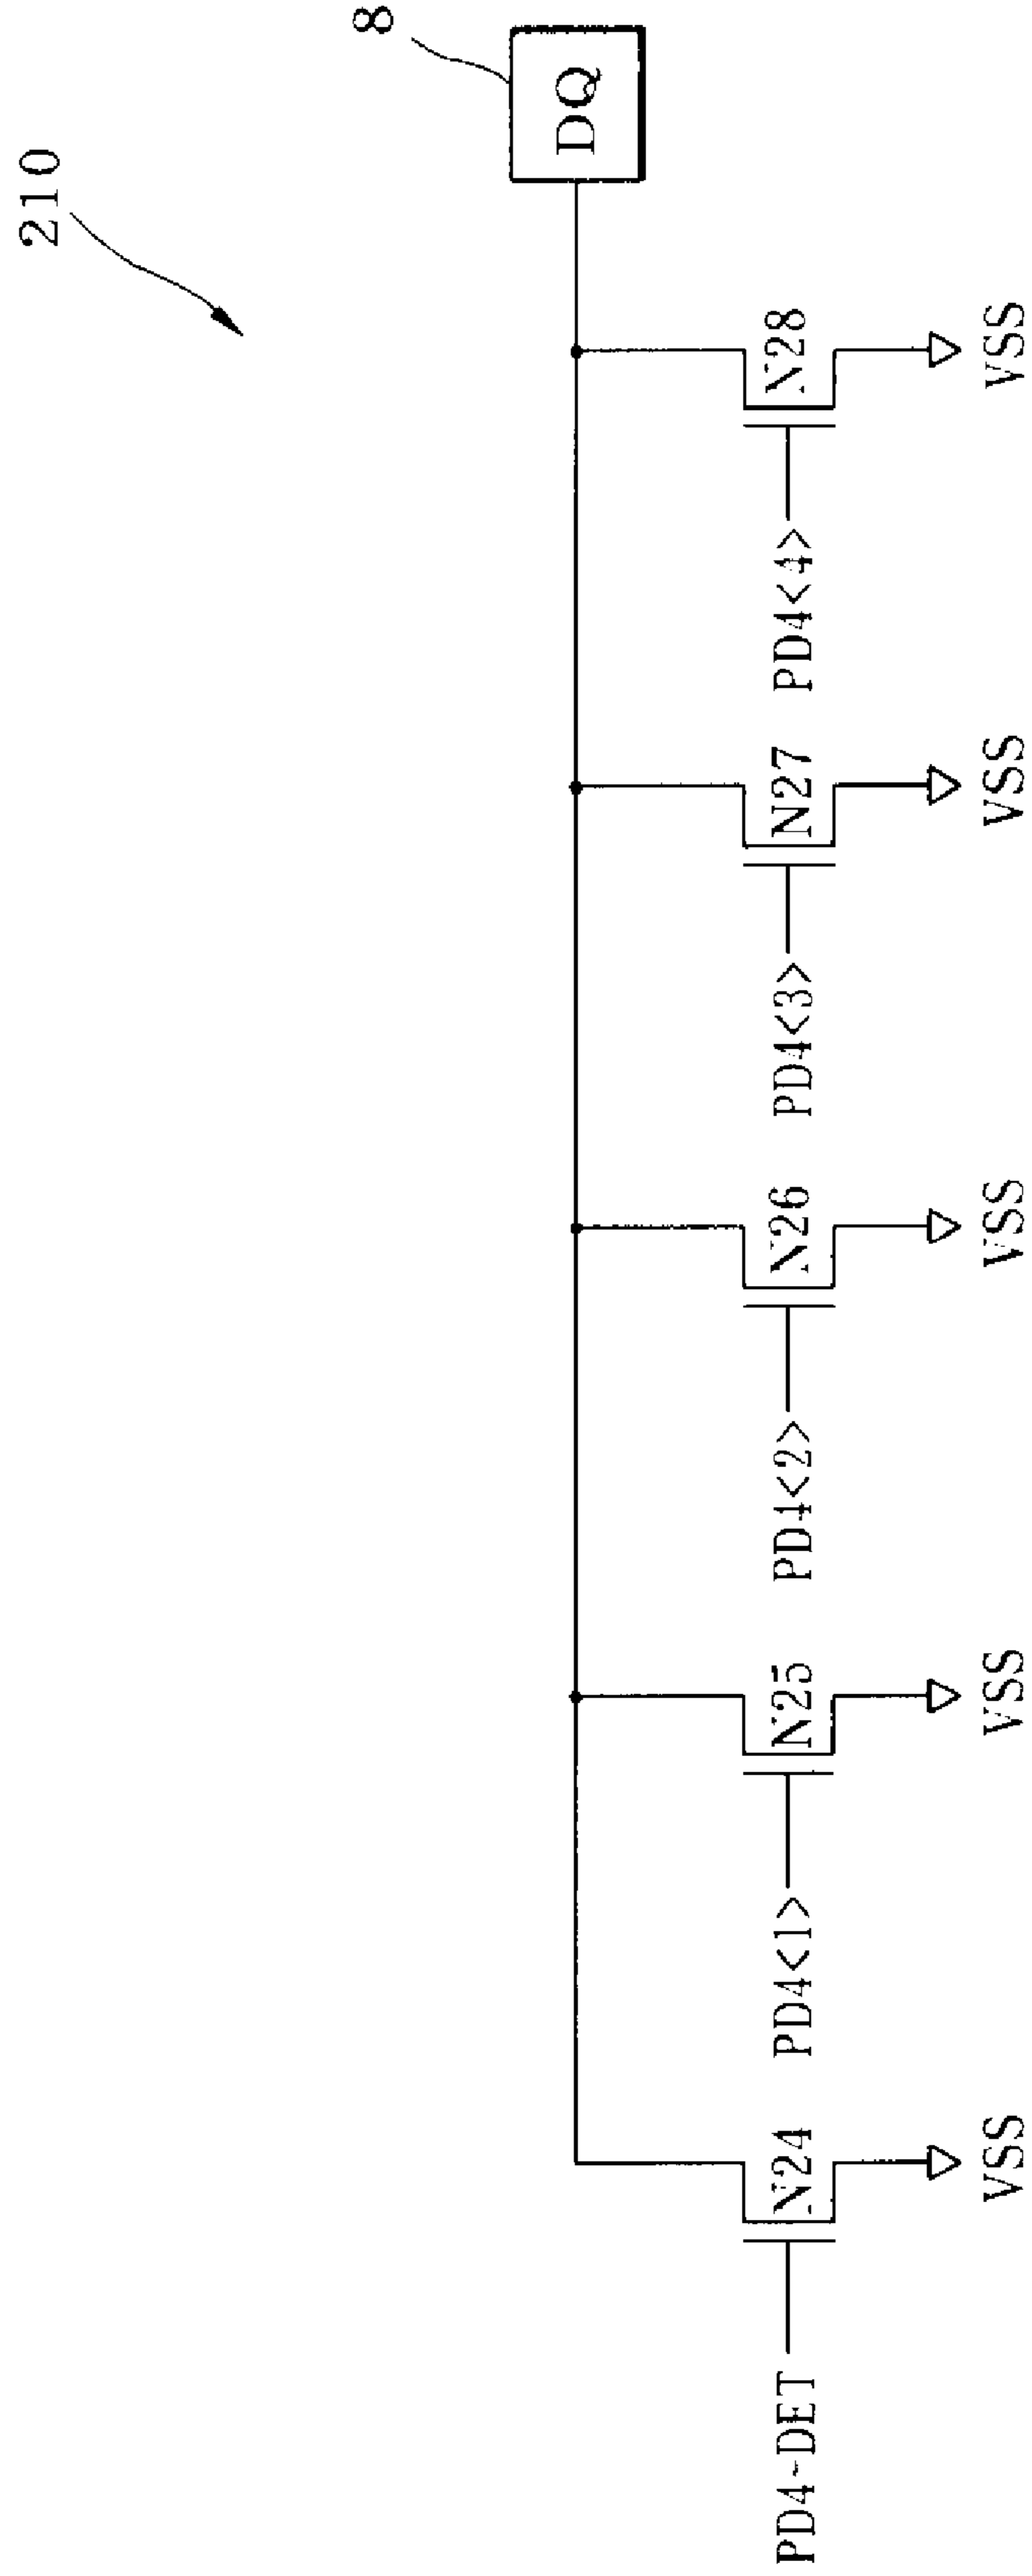 210
8
DQ
N24
N25
N26
N27
N28
PD4-DET
PD4<1>
PD4<2>
PD4<3>
PD4<4>
VSS
VSS
VSS
VSS
VSS